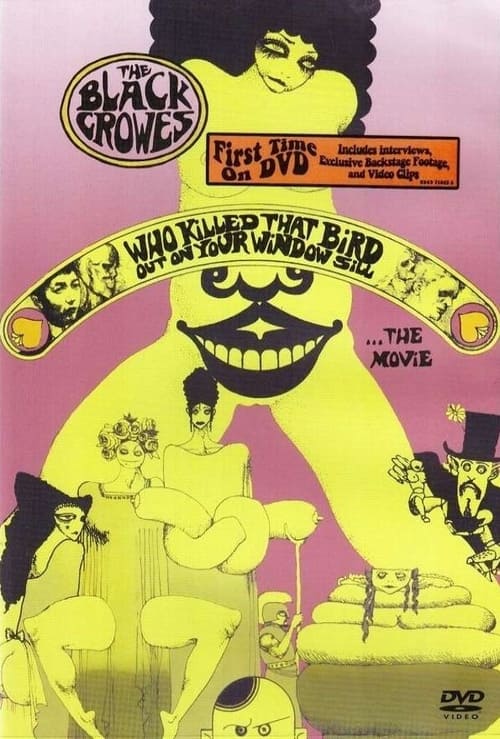 THE
BLACK
CROWES
First Time
On DVD
Includes interviews,
Exclusive Backstage Footage,
and Video Clips
WHO KILLED THAT BIRD
OUT ON YOUR WINDOW SILL
...THE
MOVIE
DVD
VIDEO